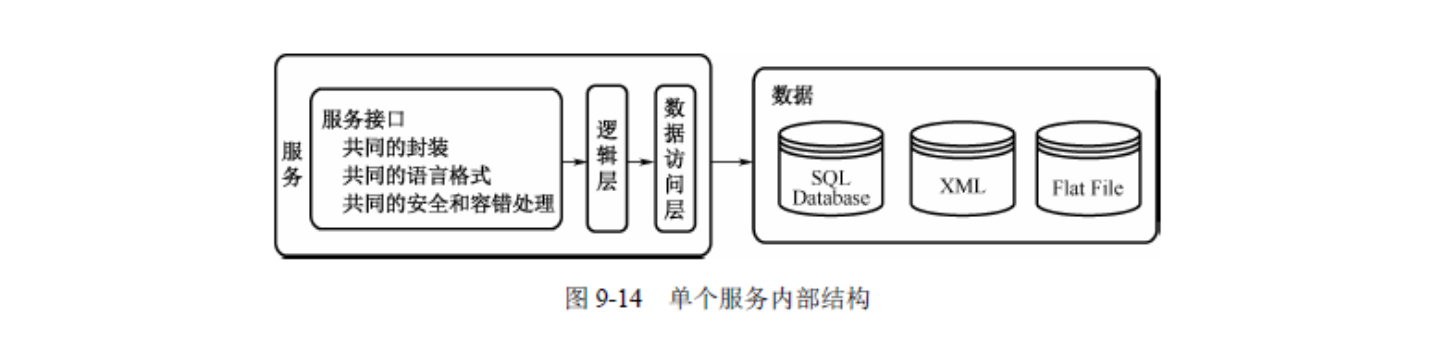 服务
服务接口
共同的封装
共同的语言格式
共同的安全和容错处理
逻辑层
数据访问层
数据
SQL
Database
XML
Flat File
图 9-14 单个服务内部结构